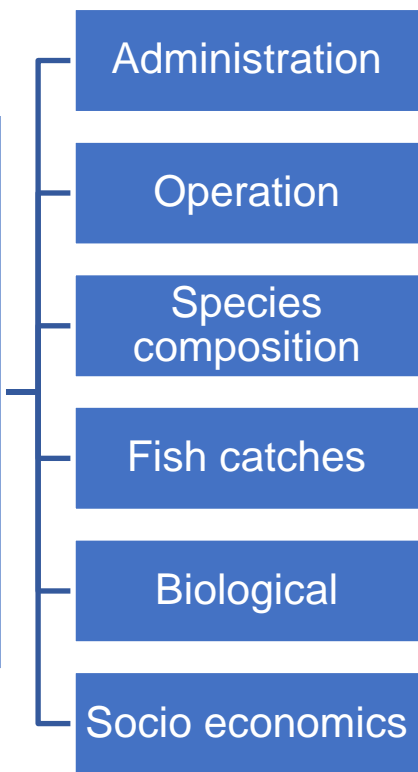 Administration
Operation
Species
composition
Fish catches
Biological
Socio economics